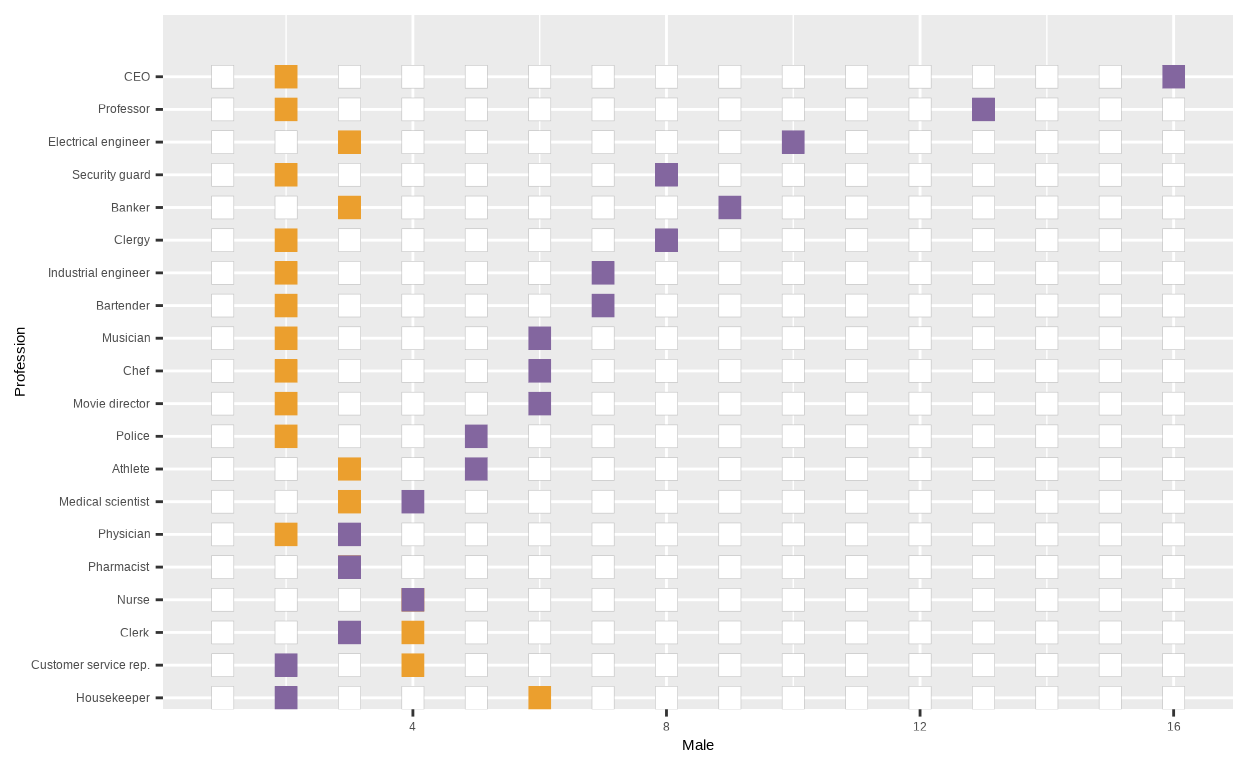 CEO
Professor
Electrical engineer
Security guard
Banker
Clergy
Industrial engineer
Bartender
Musician
Chef
Movie director
Police
Athlete
Medical scientist
Physician
Pharmacist
Nurse
Clerk
Customer service rep.
Housekeeper
Profession
4 8 12 16
Male